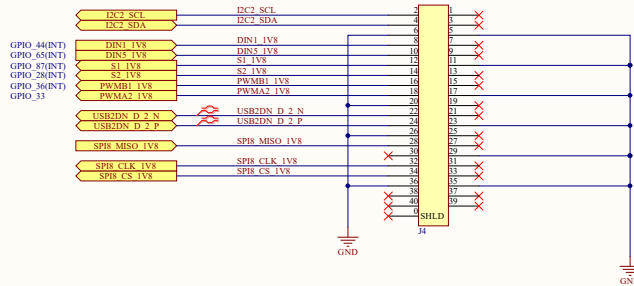 I2C2_SCL I2C2_SCL 2 1
I2C2_SDA I2C2_SDA 4 3
6 5
GPIO_44(INT) DIN1_1V8 DIN1_1V8 8 7
GPIO_65(INT) DIN5_1V8 DIN5_1V8 10 9
GPIO_87(INT) S1_1V8 S1_1V8 12 11
GPIO_28(INT) S2_1V8 S2_1V8 14 13
GPIO_36(INT) PWMB1_1V8 PWMB1_1V8 16 15
GPIO_33 PWMA2_1V8 PWMA2_1V8 18 17
20 19
USB2DN_D_2_N USB2DN_D_2_N 22 21
USB2DN_D_2_P USB2DN_D_2_P 24 23
26 25
SPI8_MISO_1V8 SPI8_MISO_1V8 28 27
30 29
SPI8_CLK_1V8 SPI8_CLK_1V8 32 31
SPI8_CS_1V8 SPI8_CS_1V8 34 33
36 35
38 37
40 39
0 SHLD
J4
GND
GN